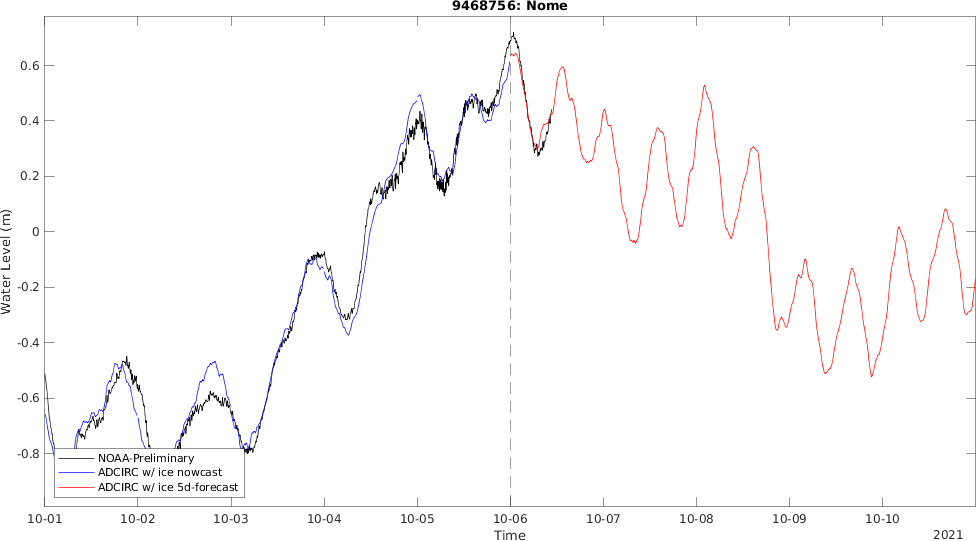 9468756: Nome
Water Level (m)
0.6
0.4
0.2
0
-0.2
-0.4
-0.6
-0.8
NOAA-Preliminary
ADCIRC w/ ice nowcast
ADCIRC w/ ice 5d-forecast
10-01 10-02 10-03 10-04 10-05 10-06 10-07 10-08 10-09 10-10
Time
2021